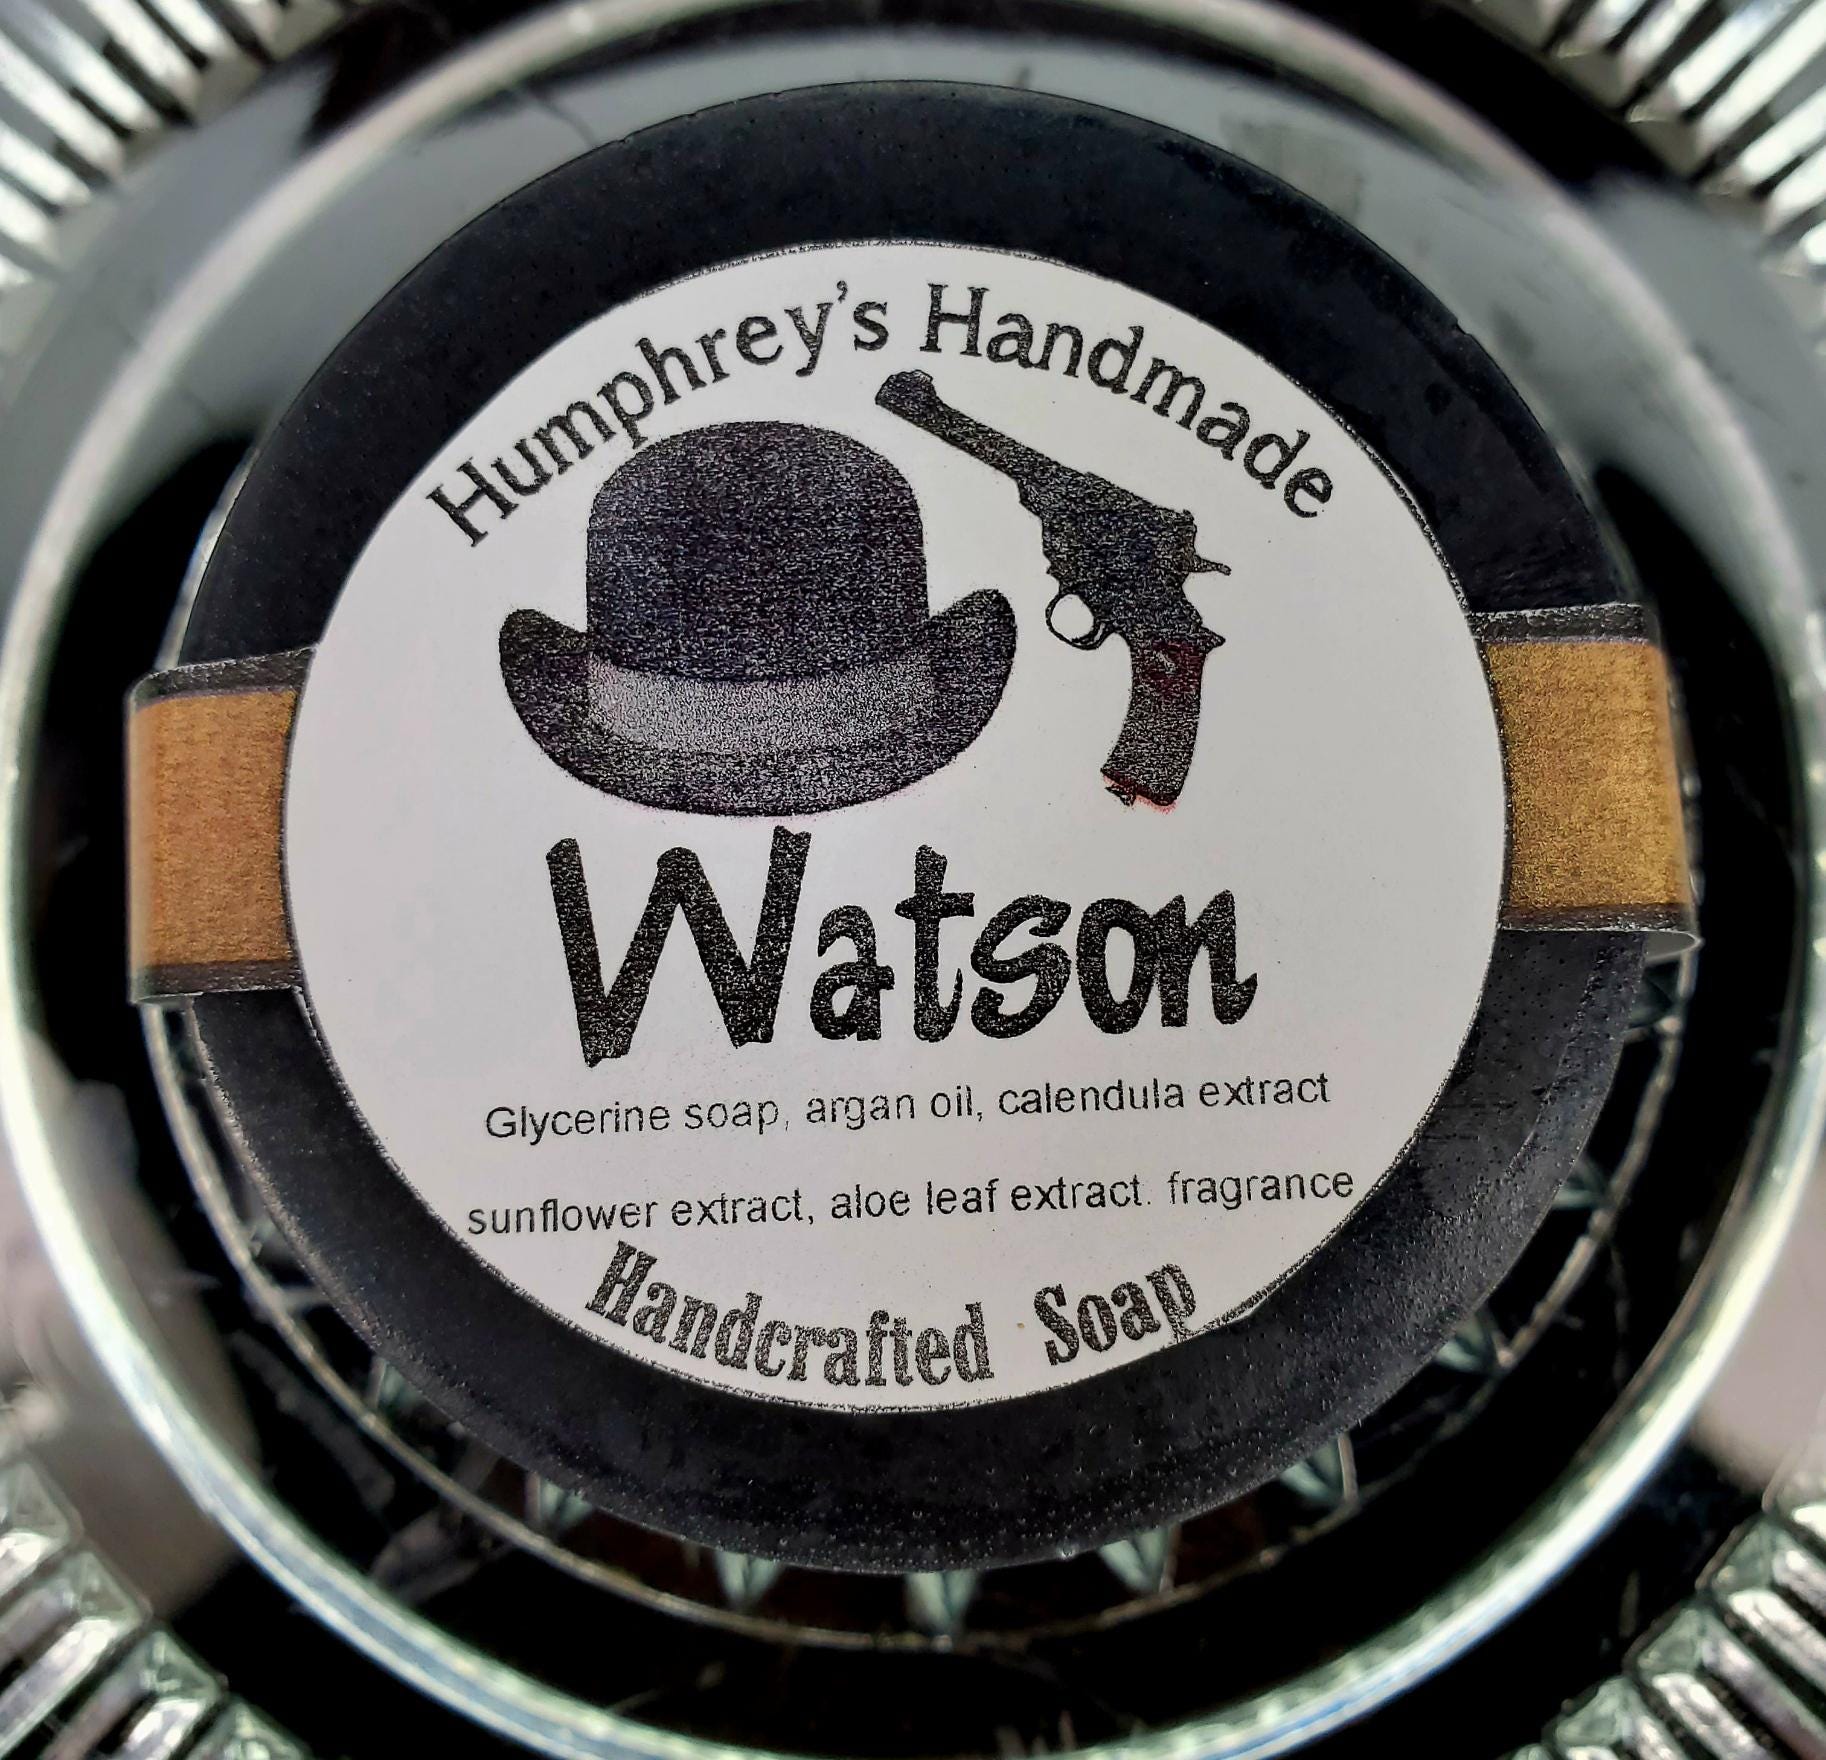 Humphrey's Handmade
Watson
Glycerine soap, argan oil, calendula extract
sunflower extract, aloe leaf extract. fragrance
Handcrafted Soap